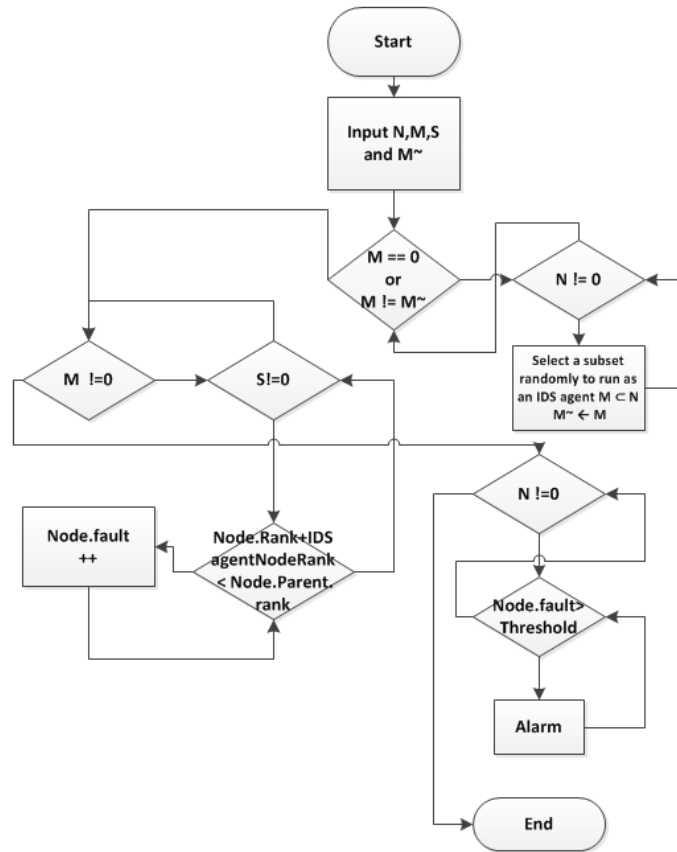 Start
Input N,M,S
and M~
M == 0
or
M != M~
N != 0
Select a subset
randomly to run as
an IDS agent M ⊂ N
M~ ← M
M !=0
S!=0
N !=0
Node.fault
++
Node.Rank+IDS
agentNodeRank
< Node.Parent.
rank
Node.fault>
Threshold
Alarm
End